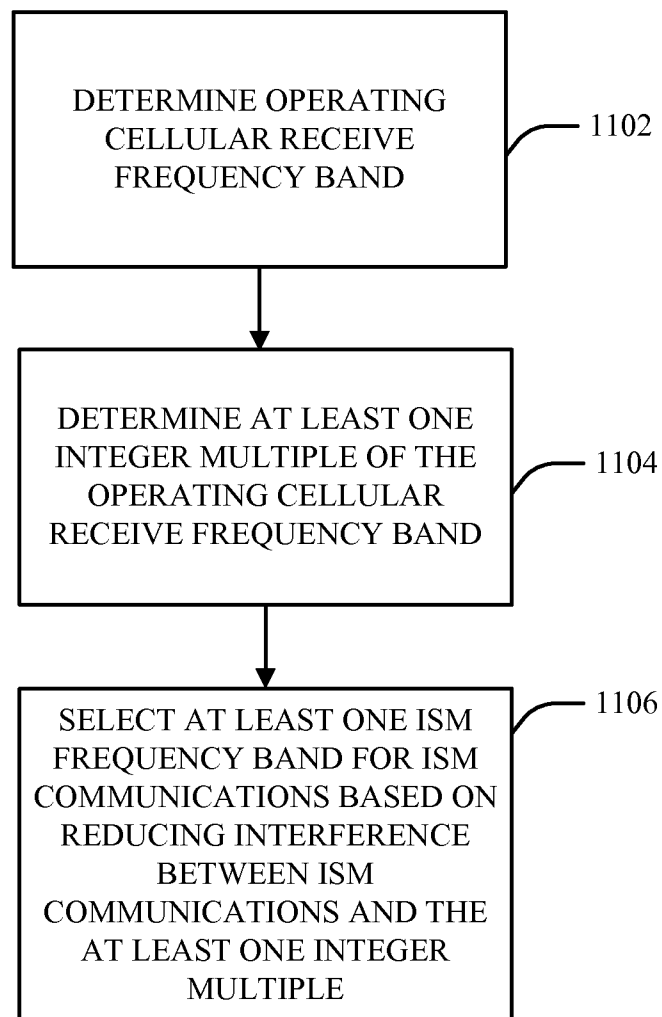 DETERMINE OPERATING
CELLULAR RECEIVE
FREQUENCY BAND
1102
DETERMINE AT LEAST ONE
INTEGER MULTIPLE OF THE
OPERATING CELLULAR
RECEIVE FREQUENCY BAND
1104
SELECT AT LEAST ONE ISM
FREQUENCY BAND FOR ISM
COMMUNICATIONS BASED ON
REDUCING INTERFERENCE
BETWEEN ISM
COMMUNICATIONS AND THE
AT LEAST ONE INTEGER
MULTIPLE
1106